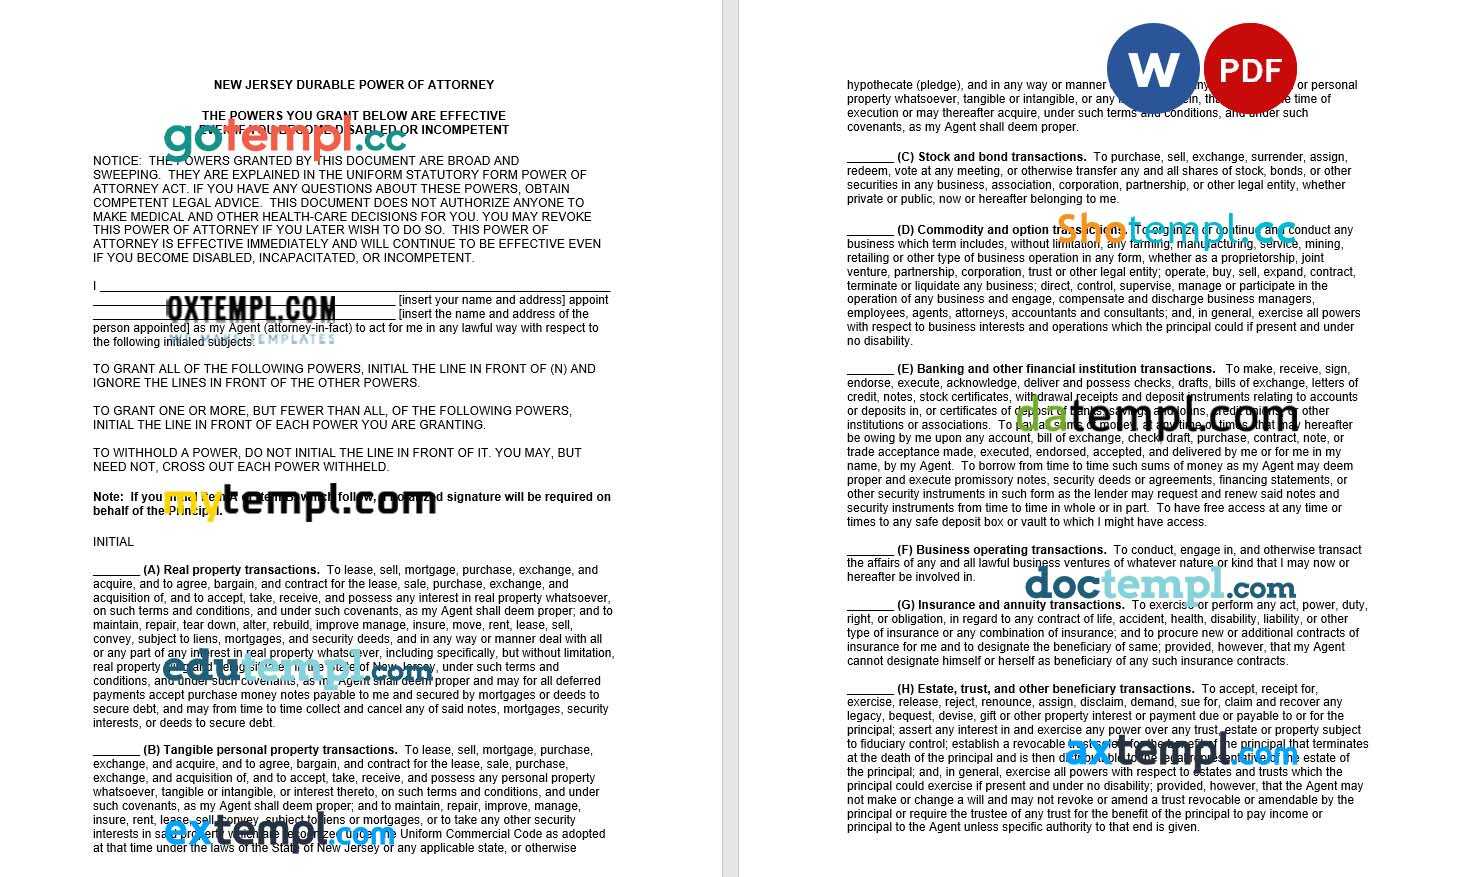 NEW JERSEY DURABLE POWER OF ATTORNEY
THE POWERS YOU GRANT BELOW ARE EFFECTIVE
DISABLED OR INCOMPETENT
gotempl.cc
NOTICE: THE POWERS GRANTED BY THIS DOCUMENT ARE BROAD AND
SWEEPING. THEY ARE EXPLAINED IN THE UNIFORM STATUTORY FORM POWER OF
ATTORNEY ACT. IF YOU HAVE ANY QUESTIONS ABOUT THESE POWERS, OBTAIN
COMPETENT LEGAL ADVICE. THIS DOCUMENT DOES NOT AUTHORIZE ANYONE TO
MAKE MEDICAL AND OTHER HEALTH-CARE DECISIONS FOR YOU. YOU MAY REVOKE
THIS POWER OF ATTORNEY IF YOU LATER WISH TO DO SO. THIS POWER OF
ATTORNEY IS EFFECTIVE IMMEDIATELY AND WILL CONTINUE TO BE EFFECTIVE EVEN
IF YOU BECOME DISABLED, INCAPACITATED, OR INCOMPETENT.
I
[insert your name and address] appoint
OXTEMPL.COM
[insert the name and address of the
person appointed] as my Agent (attorney-in-fact) to act for me in any lawful way with respect to
the following initialed subjects.
WE MAKE TEMPLATES
TO GRANT ALL OF THE FOLLOWING POWERS, INITIAL THE LINE IN FRONT OF (N) AND
IGNORE THE LINES IN FRONT OF THE OTHER POWERS.
TO GRANT ONE OR MORE, BUT FEWER THAN ALL, OF THE FOLLOWING POWERS,
INITIAL THE LINE IN FRONT OF EACH POWER YOU ARE GRANTING.
TO WITHHOLD A POWER, DO NOT INITIAL THE LINE IN FRONT OF IT. YOU MAY, BUT
NEED NOT, CROSS OUT EACH POWER WITHHELD.
Note: If you follow, signature will be required on
behalf of the Principal.
mytempl.com
INITIAL
_______ (A) Real property transactions. To lease, sell, mortgage, purchase, exchange, and
acquire, and to agree, bargain, and contract for the lease, sale, purchase, exchange, and
acquisition of, and to accept, take, receive, and possess any interest in real property whatsoever,
on such terms and conditions, and under such covenants, as my Agent shall deem proper; and to
maintain, repair, tear down, alter, rebuild, improve manage, insure, move, rent, lease, sell,
convey, subject to liens, mortgages, and security deeds, and in any way or manner deal with all
or any part of any interest in real property whatsoever, including specifically, but without limitation,
real property State of New Jersey, under such terms and
edutempl.com
conditions, and under such covenants, as my Agent shall deem proper and may for all deferred
payments accept purchase money notes payable to me and secured by mortgages or deeds to
secure debt, and may from time to time collect and cancel any of said notes, mortgages, security
interests, or deeds to secure debt.
_______ (B) Tangible personal property transactions. To lease, sell, mortgage, purchase,
exchange, and acquire, and to agree, bargain, and contract for the lease, sale, purchase,
exchange, and acquisition of, and to accept, take, receive, and possess any personal property
whatsoever, tangible or intangible, or interest thereto, on such terms and conditions, and under
such covenants, as my Agent shall deem proper; and to maintain, repair, improve, manage,
insure, rent, lease, sell, convey, subject to liens or mortgages, or to take any other security
interests in said property which are recognized under the Uniform Commercial Code as adopted
extempl.com
at that time under the laws of the State of New Jersey or any applicable state, or otherwise
W PDF
hypothecate (pledge), and in any way or manner or personal
property whatsoever, tangible or intangible, or any time of
execution or may thereafter acquire, under such terms and conditions, and under such
covenants, as my Agent shall deem proper.
_______ (C) Stock and bond transactions. To purchase, sell, exchange, surrender, assign,
redeem, vote at any meeting, or otherwise transfer any and all shares of stock, bonds, or other
securities in any business, association, corporation, partnership, or other legal entity, whether
private or public, now or hereafter belonging to me.
Shotempl.cc
_______ (D) Commodity and option transactions. To organize or continue and conduct any
business which term includes, without limitation, any farming, manufacturing, service, mining,
retailing or other type of business operation in any form, whether as a proprietorship, joint
venture, partnership, corporation, trust or other legal entity; operate, buy, sell, expand, contract,
terminate or liquidate any business; direct, control, supervise, manage or participate in the
operation of any business and engage, compensate and discharge business managers,
employees, agents, attorneys, accountants and consultants; and, in general, exercise all powers
with respect to business interests and operations which the principal could if present and under
no disability.
_______ (E) Banking and other financial institution transactions. To make, receive, sign,
endorse, execute, acknowledge, deliver and possess checks, drafts, bills of exchange, letters of
credit, notes, stock certificates, receipts and deposit instruments relating to accounts
or deposits in, or certificates of banks, savings and loans, credit unions, or other
datempl.com
institutions or associations. To at any time or times that may hereafter
be owing by me upon any account, bill of exchange, check, draft, purchase, contract, note, or
trade acceptance made, executed, endorsed, accepted, and delivered by me or for me in my
name, by my Agent. To borrow from time to time such sums of money as my Agent may deem
proper and execute promissory notes, security deeds or agreements, financing statements, or
other security instruments in such form as the lender may request and renew said notes and
security instruments from time to time in whole or in part. To have free access at any time or
times to any safe deposit box or vault to which I might have access.
_______ (F) Business operating transactions. To conduct, engage in, and otherwise transact
the affairs of any and all lawful business ventures of whatever nature or kind that I may now or
hereafter be involved in.
doctempl.com
_______ (G) Insurance and annuity transactions. To exercise or perform any act, power, duty,
right, or obligation, in regard to any contract of life, accident, health, disability, liability, or other
type of insurance or any combination of insurance; and to procure new or additional contracts of
insurance for me and to designate the beneficiary of same; provided, however, that my Agent
cannot designate himself or herself as beneficiary of any such insurance contracts.
_______ (H) Estate, trust, and other beneficiary transactions. To accept, receipt for,
exercise, release, reject, renounce, assign, disclaim, demand, sue for, claim and recover any
legacy, bequest, devise, gift or other property interest or payment due or payable to or for the
principal; assert any interest in and exercise any power over any trust, estate or property subject
to fiduciary control; establish a revocable for the benefit of the principal that terminates
at the death of the principal and is then to the legal representative of the estate of
axtempl.com
the principal; and, in general, exercise all powers with respect to estates and trusts which the
principal could exercise if present and under no disability; provided, however, that the Agent may
not make or change a will and may not revoke or amend a trust revocable or amendable by the
principal or require the trustee of any trust for the benefit of the principal to pay income or
principal to the Agent unless specific authority to that end is given.